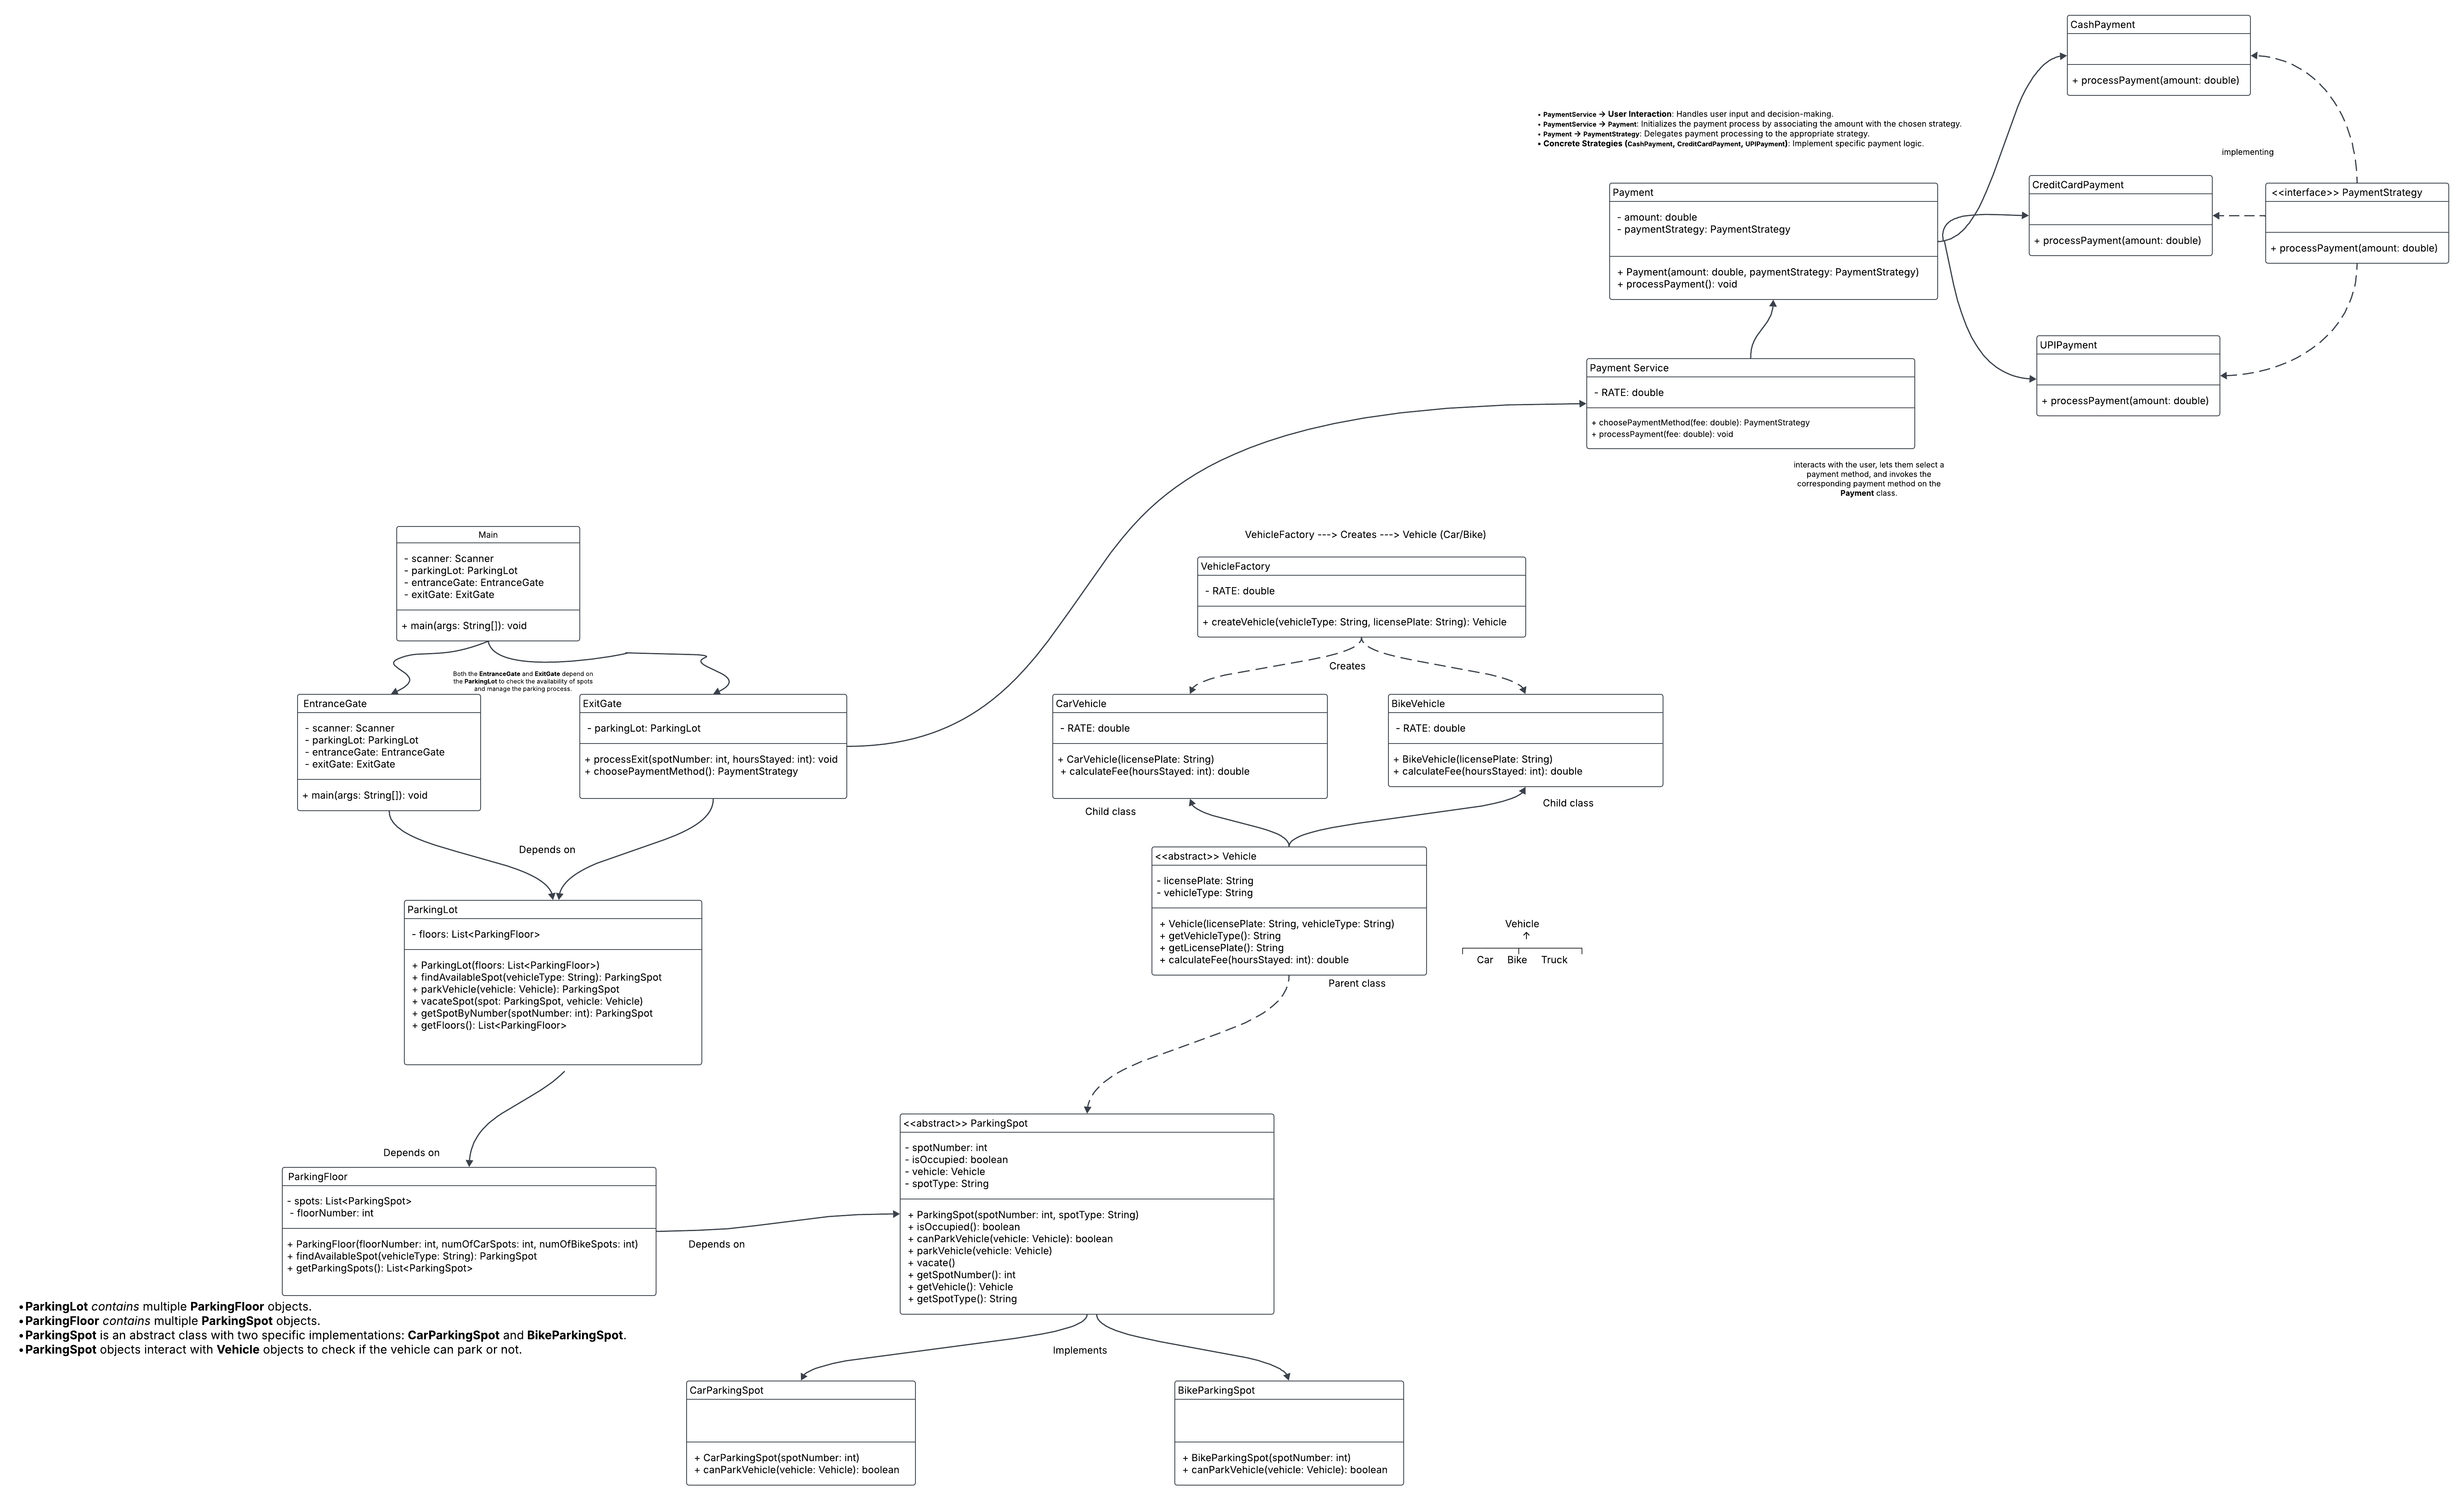 CashPayment
+ processPayment(amount: double)
• PaymentService → User Interaction: Handles user input and decision-making.
• PaymentService → Payment: Initializes the payment process by associating the amount with the chosen strategy.
• Payment → PaymentStrategy: Delegates payment processing to the appropriate strategy.
• Concrete Strategies (CashPayment, CreditCardPayment, UPIPayment): Implement specific payment logic.
implementing
Payment
- amount: double
- paymentStrategy: PaymentStrategy
+ Payment(amount: double, paymentStrategy: PaymentStrategy)
+ processPayment(): void
CreditCardPayment
+ processPayment(amount: double)
<<interface>> PaymentStrategy
+ processPayment(amount: double)
UPIPayment
+ processPayment(amount: double)
Payment Service
- RATE: double
+ choosePaymentMethod(fee: double): PaymentStrategy
+ processPayment(fee: double): void
interacts with the user, lets them select a
payment method, and invokes the
corresponding payment method on the
Payment class.
Main
- scanner: Scanner
- parkingLot: ParkingLot
- entranceGate: EntranceGate
- exitGate: ExitGate
+ main(args: String[]): void
Both the EntranceGate and ExitGate depend on
the ParkingLot to check the availability of spots
and manage the parking process.
EntranceGate
- scanner: Scanner
- parkingLot: ParkingLot
- entranceGate: EntranceGate
- exitGate: ExitGate
+ main(args: String[]): void
ExitGate
- parkingLot: ParkingLot
+ processExit(spotNumber: int, hoursStayed: int): void
+ choosePaymentMethod(): PaymentStrategy
Depends on
VehicleFactory ---> Creates ---> Vehicle (Car/Bike)
VehicleFactory
- RATE: double
+ createVehicle(vehicleType: String, licensePlate: String): Vehicle
Creates
CarVehicle
- RATE: double
+ CarVehicle(licensePlate: String)
+ calculateFee(hoursStayed: int): double
Child class
BikeVehicle
- RATE: double
+ BikeVehicle(licensePlate: String)
+ calculateFee(hoursStayed: int): double
Child class
<<abstract>> Vehicle
- licensePlate: String
- vehicleType: String
+ Vehicle(licensePlate: String, vehicleType: String)
+ getVehicleType(): String
+ getLicensePlate(): String
+ calculateFee(hoursStayed: int): double
Parent class
Vehicle
↑
Car Bike Truck
ParkingLot
- floors: List<ParkingFloor>
+ ParkingLot(floors: List<ParkingFloor>)
+ findAvailableSpot(vehicleType: String): ParkingSpot
+ parkVehicle(vehicle: Vehicle): ParkingSpot
+ vacateSpot(spot: ParkingSpot, vehicle: Vehicle)
+ getSpotByNumber(spotNumber: int): ParkingSpot
+ getFloors(): List<ParkingFloor>
Depends on
ParkingFloor
- spots: List<ParkingSpot>
- floorNumber: int
+ ParkingFloor(floorNumber: int, numOfCarSpots: int, numOfBikeSpots: int)
+ findAvailableSpot(vehicleType: String): ParkingSpot
+ getParkingSpots(): List<ParkingSpot>
Depends on
<<abstract>> ParkingSpot
- spotNumber: int
- isOccupied: boolean
- vehicle: Vehicle
- spotType: String
+ ParkingSpot(spotNumber: int, spotType: String)
+ isOccupied(): boolean
+ canParkVehicle(vehicle: Vehicle): boolean
+ parkVehicle(vehicle: Vehicle)
+ vacate()
+ getSpotNumber(): int
+ getVehicle(): Vehicle
+ getSpotType(): String
•ParkingLot contains multiple ParkingFloor objects.
•ParkingFloor contains multiple ParkingSpot objects.
•ParkingSpot is an abstract class with two specific implementations: CarParkingSpot and BikeParkingSpot.
•ParkingSpot objects interact with Vehicle objects to check if the vehicle can park or not.
Implements
CarParkingSpot
+ CarParkingSpot(spotNumber: int)
+ canParkVehicle(vehicle: Vehicle): boolean
BikeParkingSpot
+ BikeParkingSpot(spotNumber: int)
+ canParkVehicle(vehicle: Vehicle): boolean